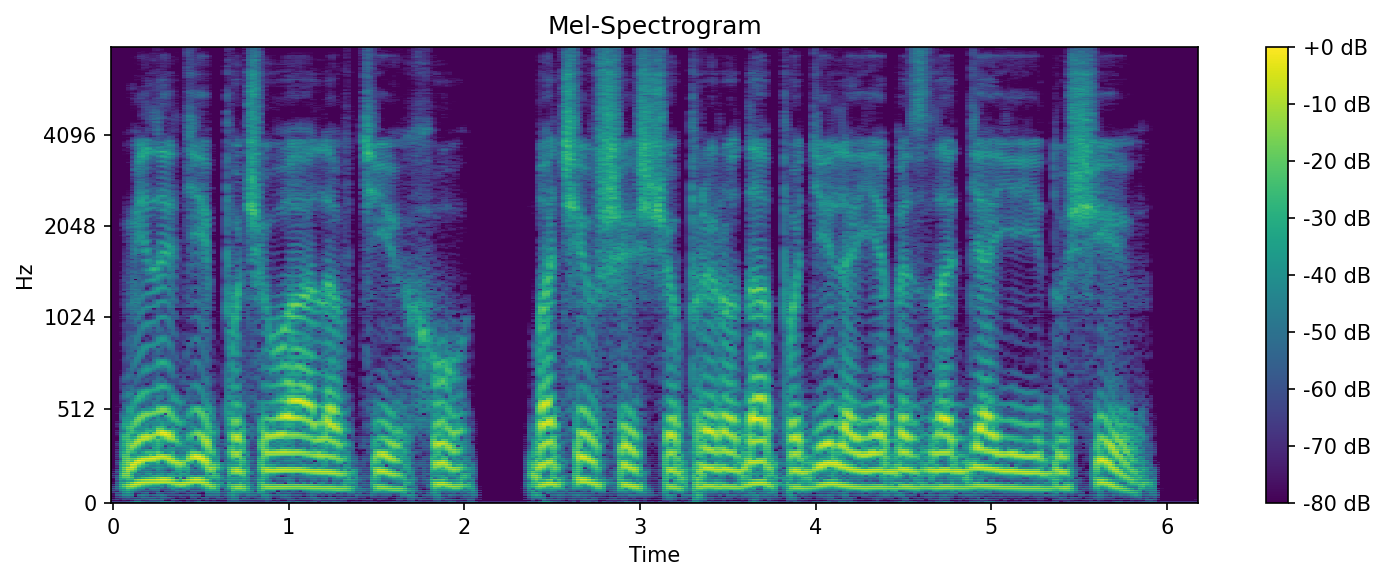 Mel-Spectrogram
+0 dB
-10 dB
-20 dB
-30 dB
-40 dB
-50 dB
-60 dB
-70 dB
-80 dB
4096
2048
1024
512
0
Hz
0 1 2 3 4 5 6
Time